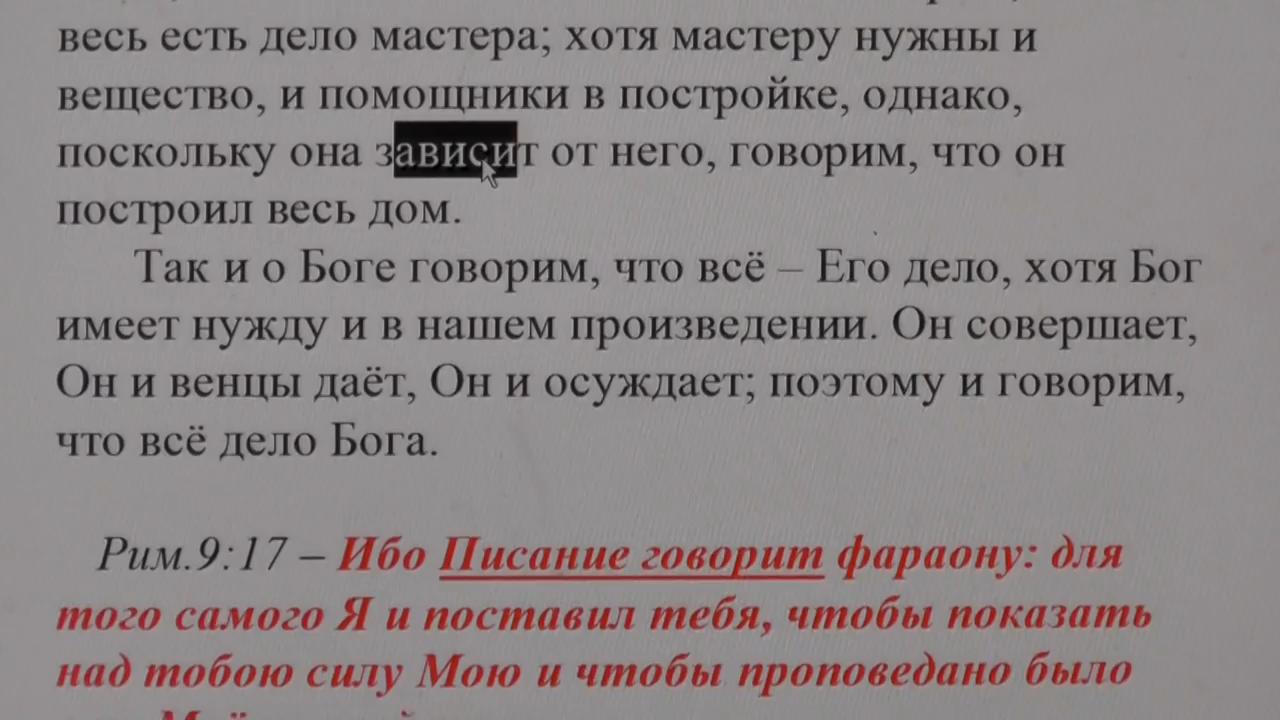 весь есть дело мастера; хотя мастеру нужны и
вещество, и помощники в постройке, однако,
поскольку она зависит от него, говорим, что он
построил весь дом.
Так и о Боге говорим, что всё – Его дело, хотя Бог
имеет нужду и в нашем произведении. Он совершает,
Он и венцы даёт, Он и осуждает; поэтому и говорим,
что всё дело Бога.
Рим.9:17 – Ибо Писание говорит фараону: для
того самого Я и поставил тебя, чтобы показать
над тобою силу Мою и чтобы проповедано было